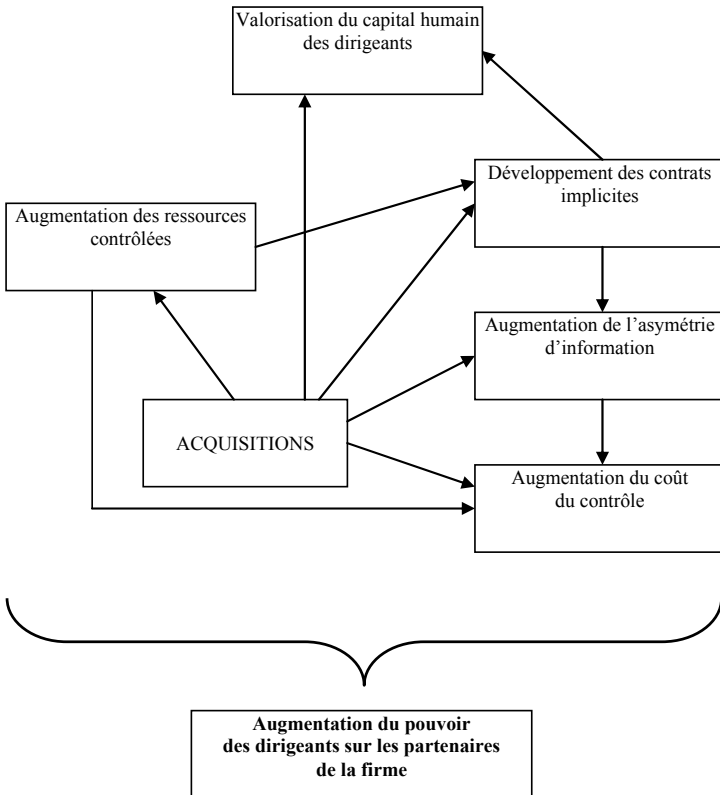 Valorisation du capital humain
des dirigeants
Développement des contrats
implicites
Augmentation des ressources
contrôlées
Augmentation de l’asymétrie
d’information
ACQUISITIONS
Augmentation du coût
du contrôle
Augmentation du pouvoir
des dirigeants sur les partenaires
de la firme